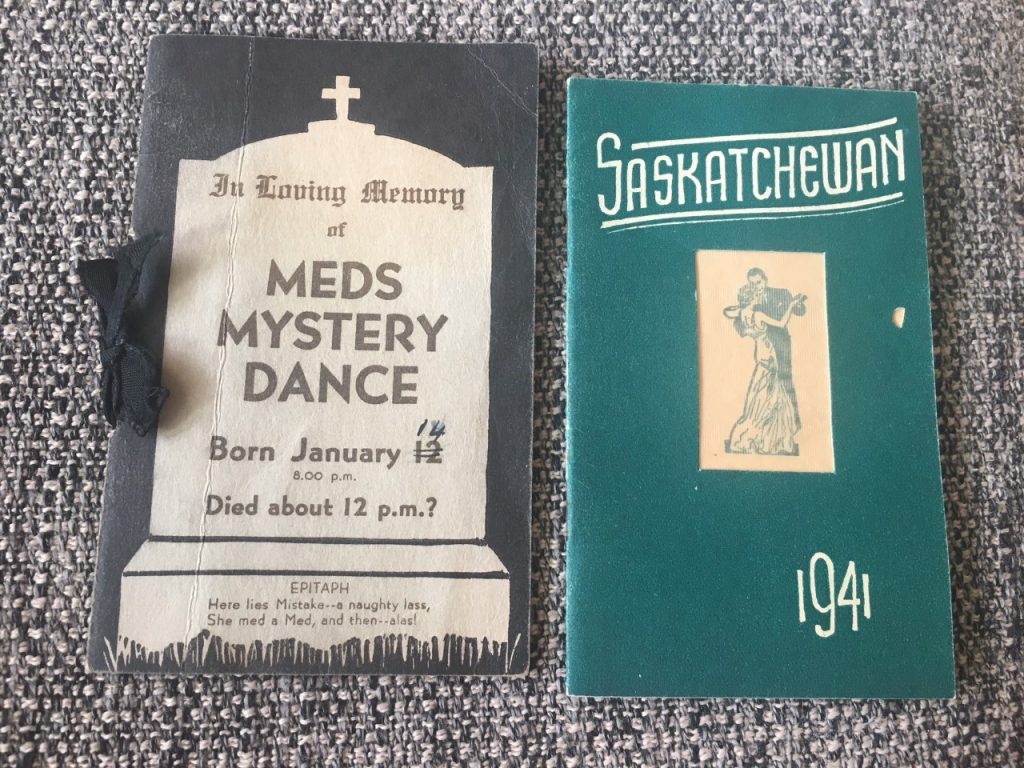 In Loving Memory
of
MEDS
MYSTERY
DANCE
14
Born January 12
8.00 p.m.
Died about 12 p.m.?
EPITAPH
Here lies Mistake--a naughty lass,
She med a Med, and then--alas!
SASKATCHEWAN
1941